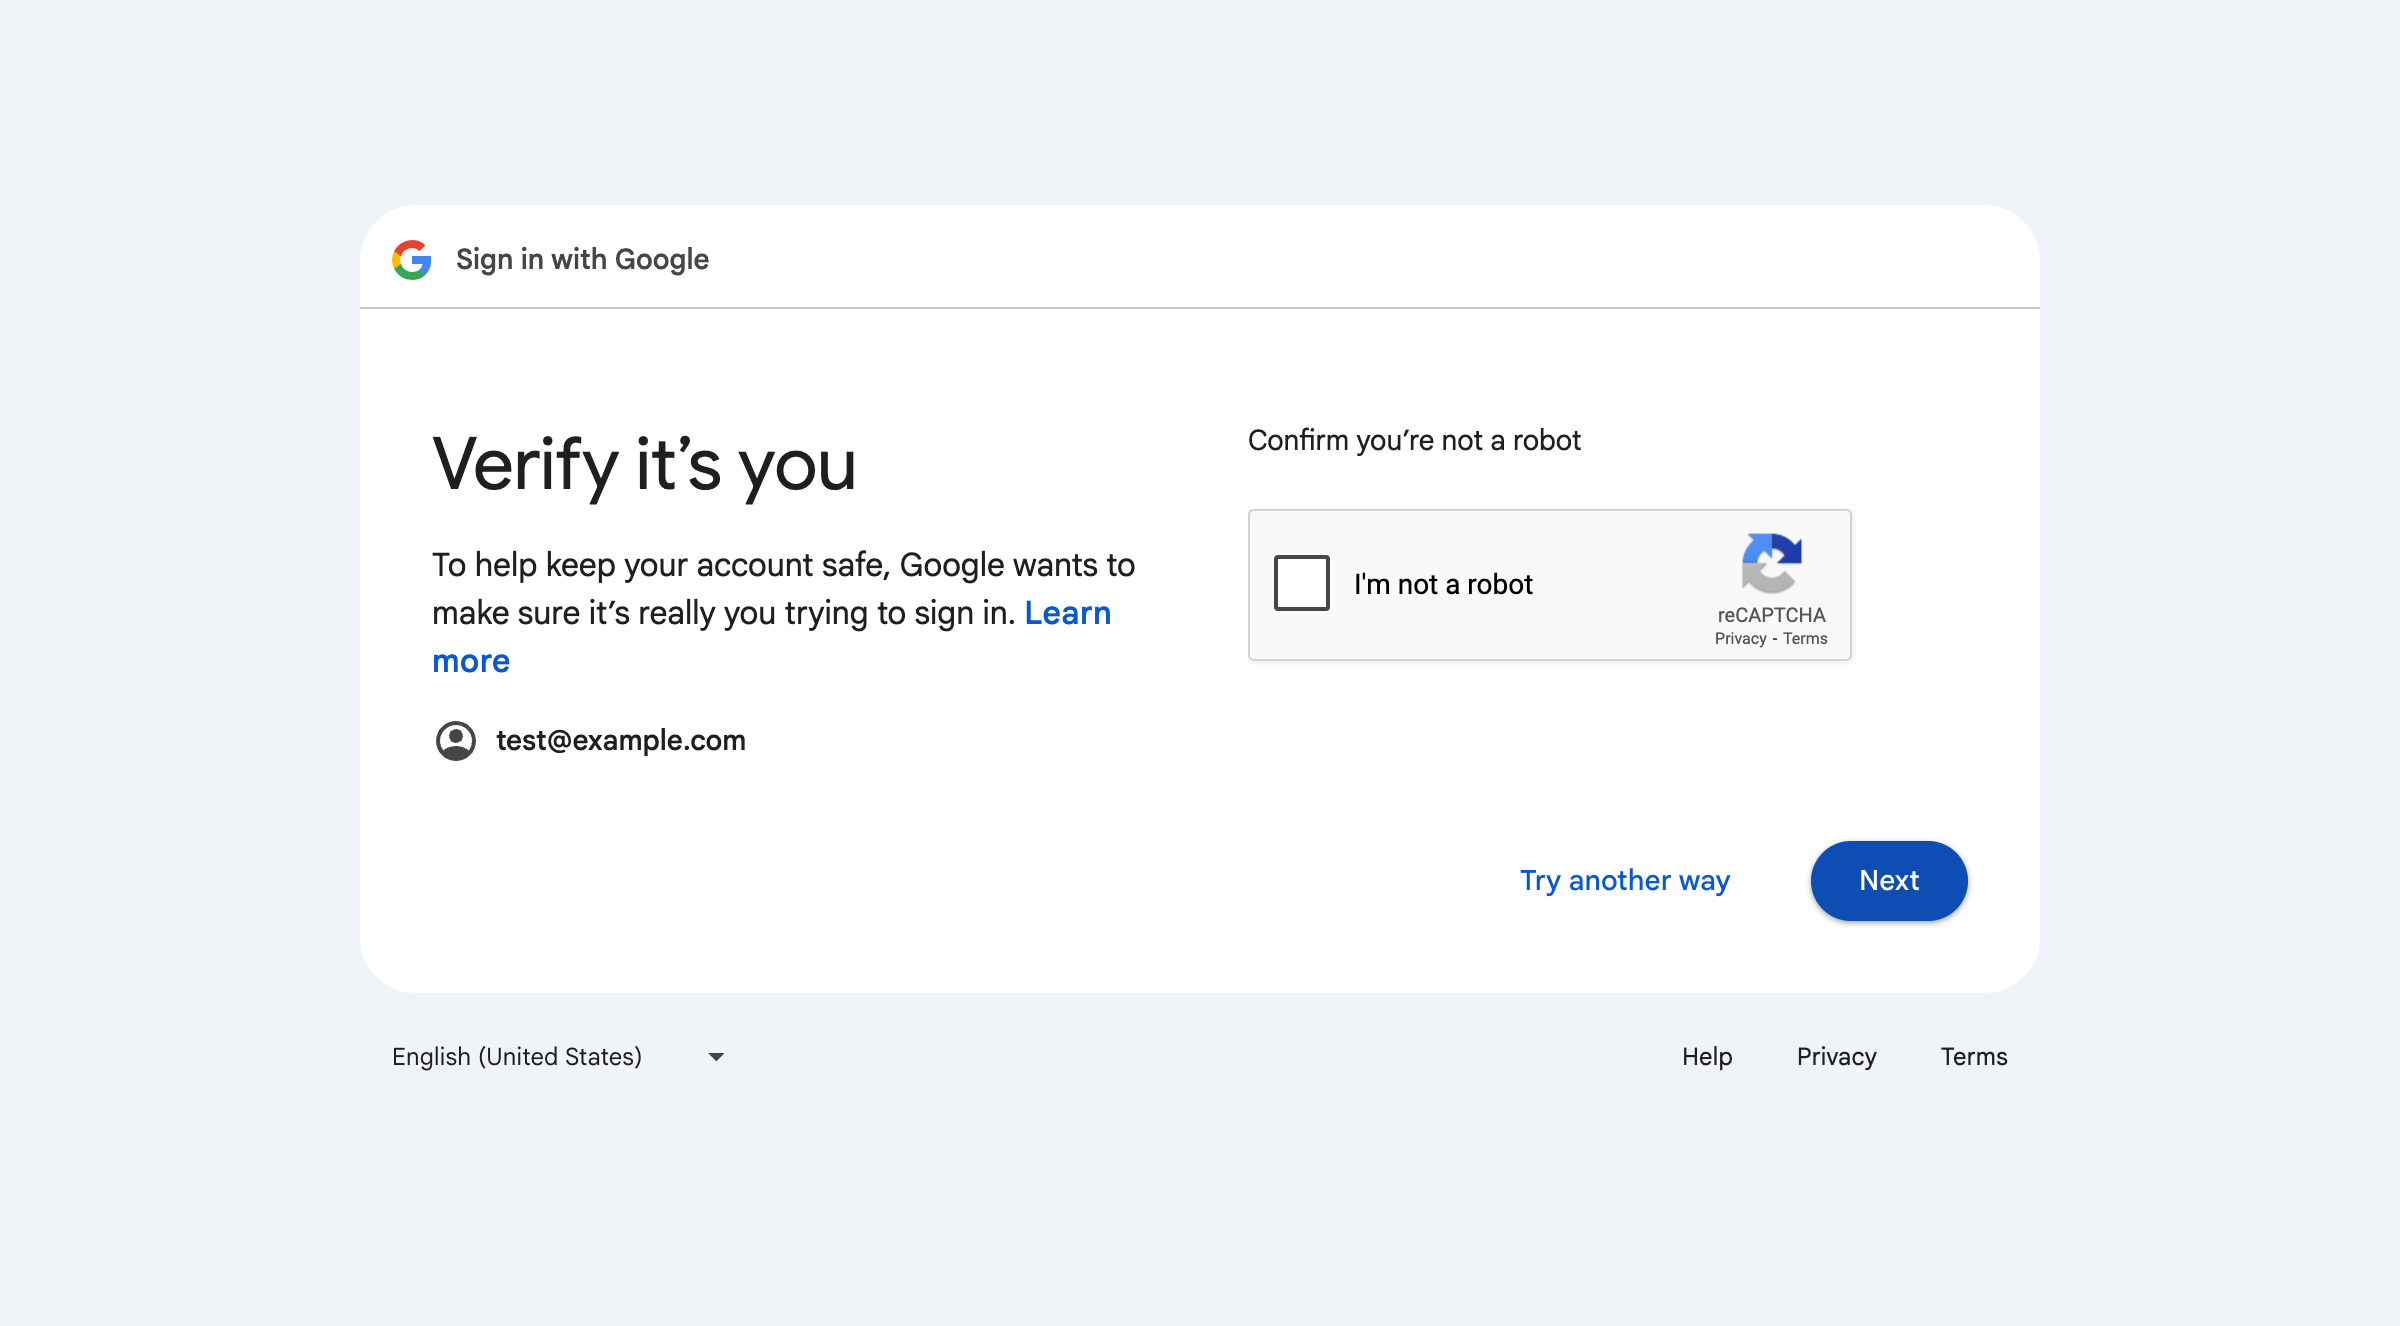 Sign in with Google
Verify it’s you
To help keep your account safe, Google wants to
make sure it’s really you trying to sign in. Learn
more
test@example.com
Confirm you’re not a robot
I'm not a robot
reCAPTCHA
Privacy - Terms
Try another way
Next
English (United States)
Help
Privacy
Terms